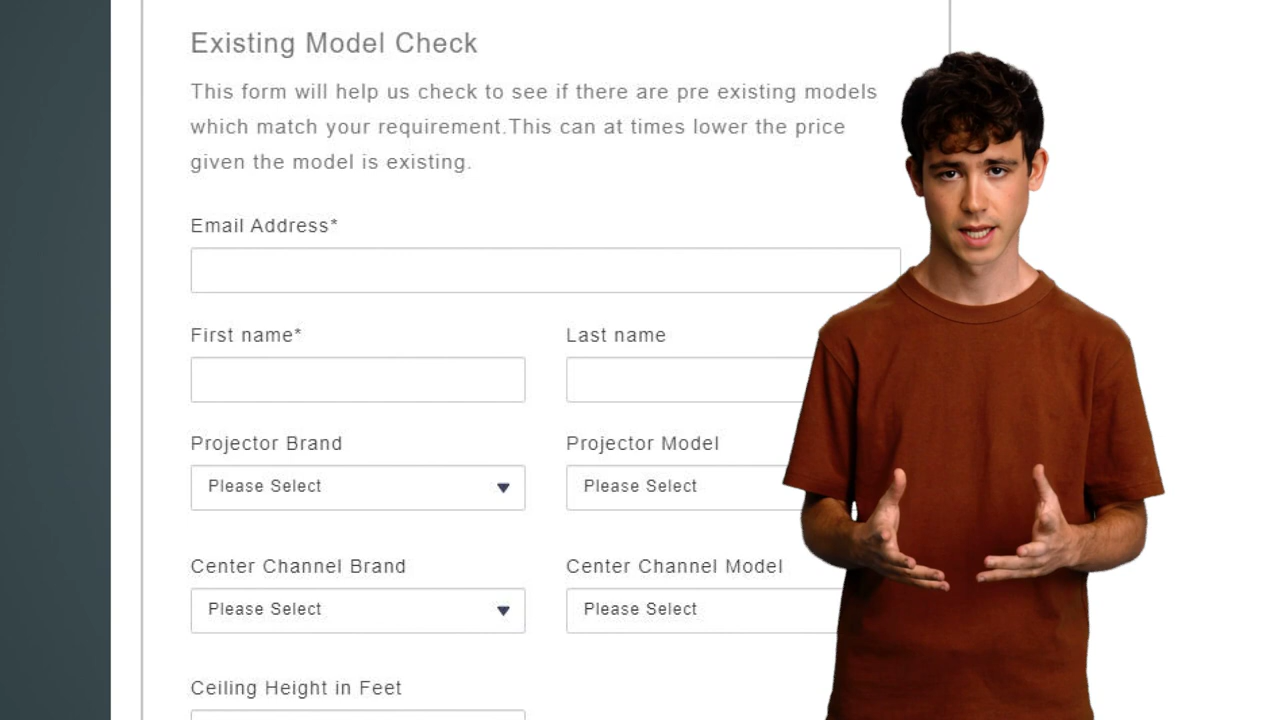 Existing Model Check
This form will help us check to see if there are pre existing models
which match your requirement.This can at times lower the price
given the model is existing.
Email Address*
First name*
Last name
Projector Brand
Projector Model
Please Select
Please Select
Center Channel Brand
Center Channel Model
Please Select
Please Select
Ceiling Height in Feet